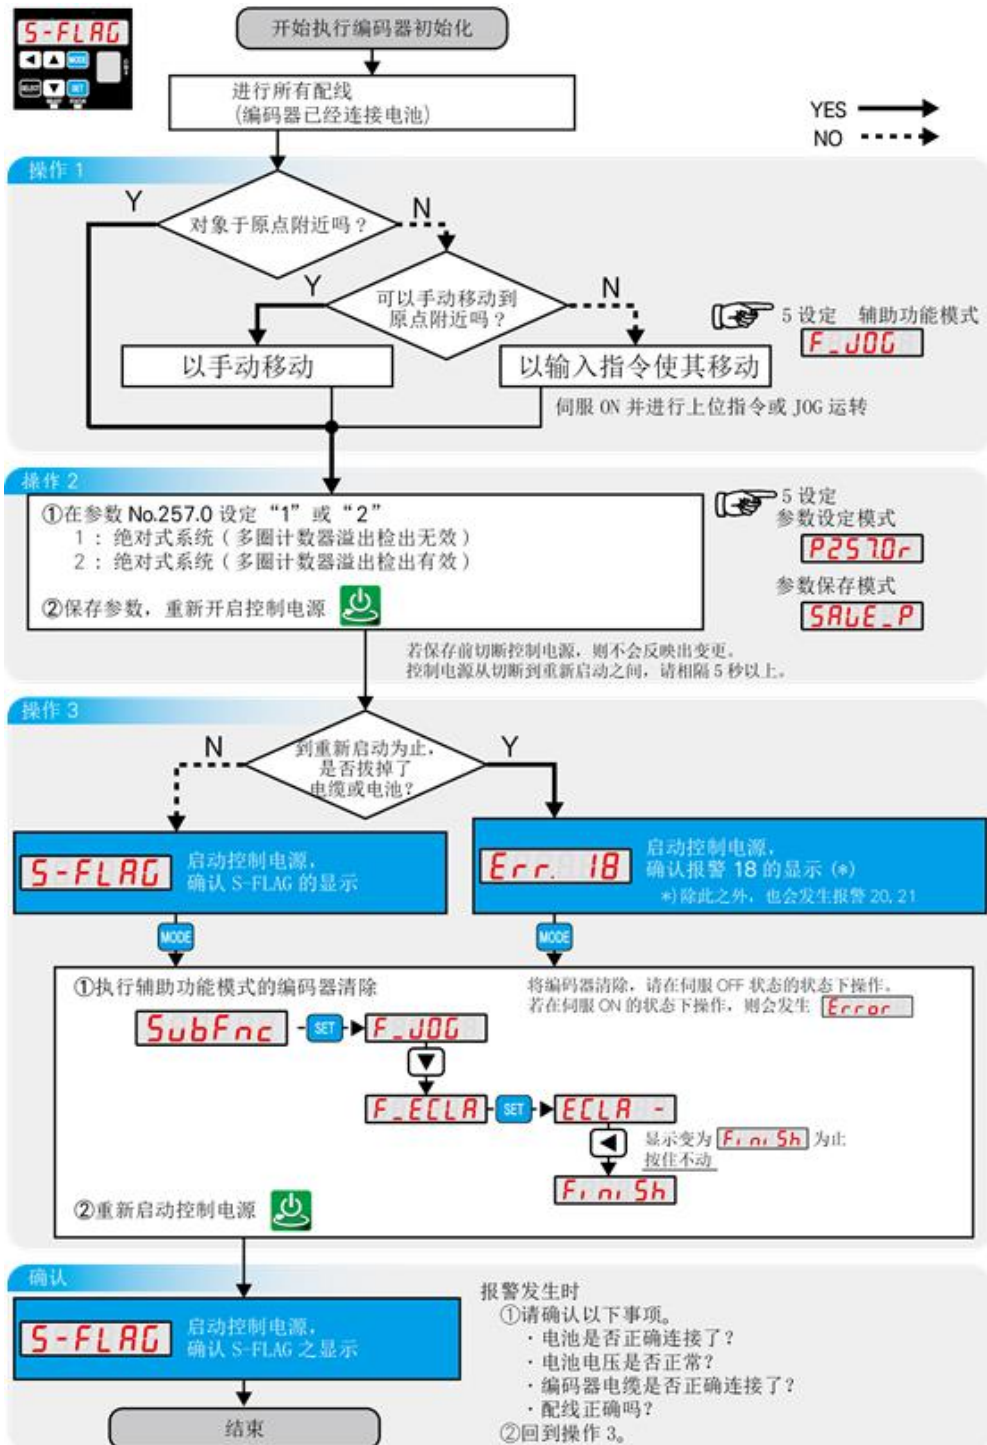 S-FLAG
MODE
SELECT
SET
开始执行编码器初始化
进行所有配线
(编码器已经连接电池)
YES
NO
操作 1
Y
对象于原点附近吗？
N
Y
可以手动移动到
原点附近吗？
N
以手动移动
以输入指令使其移动
5 设定 辅助功能模式
F_JOG
伺服 ON 并进行上位指令或 JOG 运转
操作 2
①在参数 No.257.0 设定“1”或“2”
1：绝对式系统（多圈计数器溢出检出无效）
2：绝对式系统（多圈计数器溢出检出有效）
②保存参数，重新开启控制电源
5 设定
参数设定模式
P257.0r
参数保存模式
SAVE_P
若保存前切断控制电源，则不会反映出变更。
控制电源从切断到重新启动之间，请相隔 5 秒以上。
操作 3
N
到重新启动为止，
是否拔掉了
电缆或电池？
Y
S-FLAG
启动控制电源，
确认 S-FLAG 的显示
Err. 18
启动控制电源，
确认报警 18 的显示 (*)
*)除此之外，也会发生报警 20, 21
MODE
MODE
①执行辅助功能模式的编码器清除
将编码器清除，请在伺服 OFF 状态的状态下操作。
若在伺服 ON 的状态下操作，则会发生 Error
SubFnc
SET
F_JOG
F_ECLR
SET
ECLR -
显示变为 FiniSh 为止
按住不动
FiniSh
②重新启动控制电源
确认
S-FLAG
启动控制电源，
确认 S-FLAG 之显示
结束
报警发生时
①请确认以下事项。
・电池是否正确连接了？
・电池电压是否正常？
・编码器电缆是否正确连接了？
・配线正确吗？
②回到操作 3。